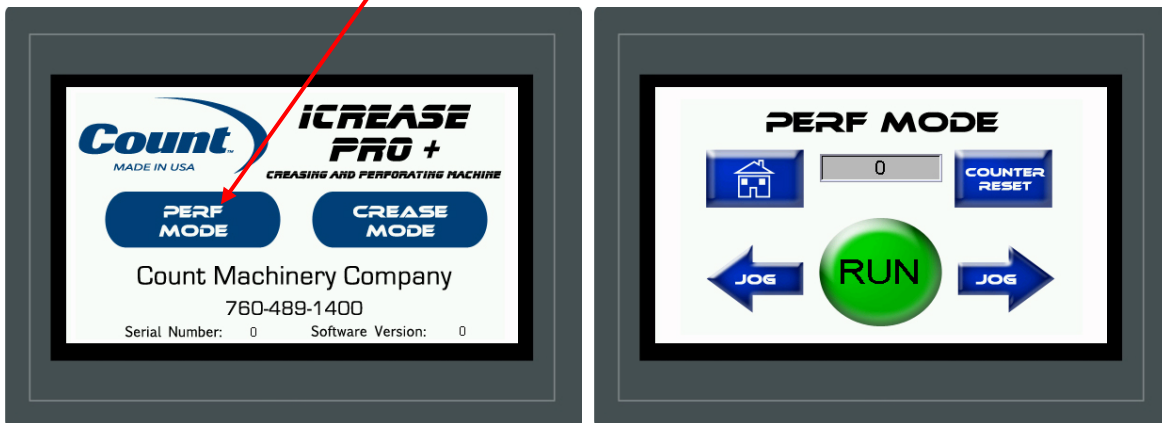 Count™
MADE IN USA
iCREASE
PRO +
CREASING AND PERFORATING MACHINE
PERF
MODE
CREASE
MODE
Count Machinery Company
760-489-1400
Serial Number: 0 Software Version: 0
PERF MODE
0
COUNTER
RESET
JOG
RUN
JOG